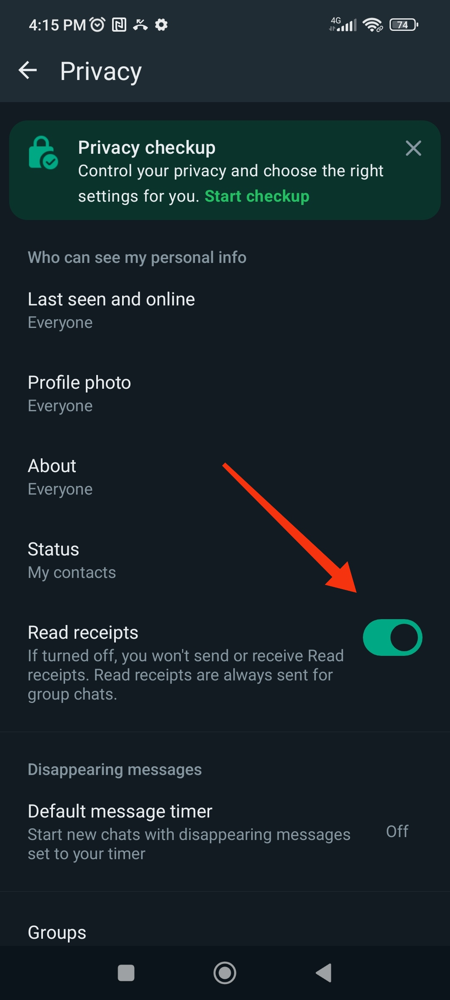 4:15 PM
4G
74
Privacy
Privacy checkup
Control your privacy and choose the right
settings for you. Start checkup
Who can see my personal info
Last seen and online
Everyone
Profile photo
Everyone
About
Everyone
Status
My contacts
Read receipts
If turned off, you won't send or receive Read
receipts. Read receipts are always sent for
group chats.
Disappearing messages
Default message timer
Start new chats with disappearing messages
set to your timer
Off
Groups